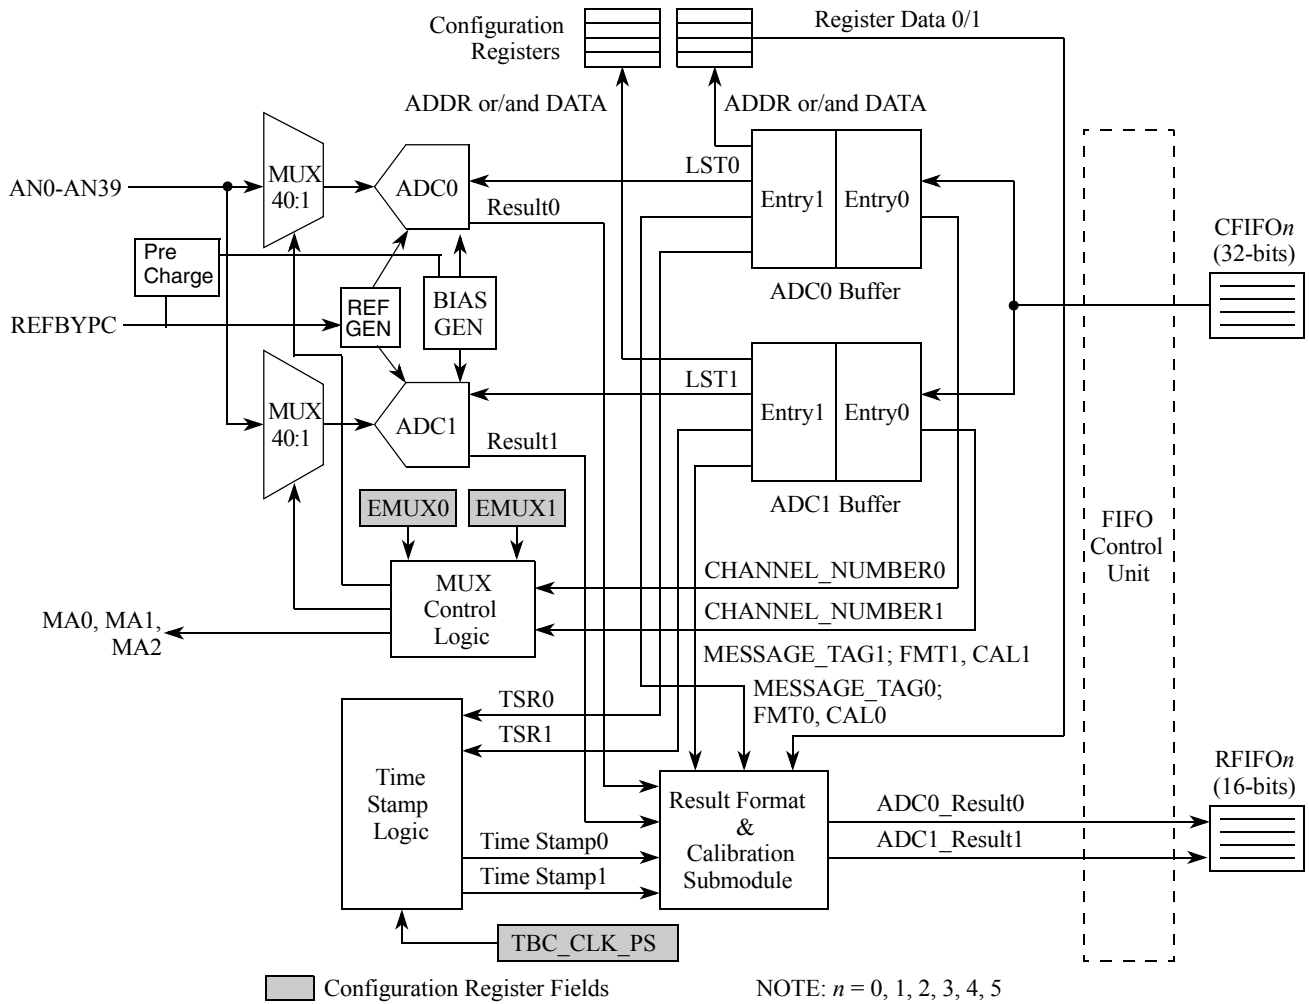 Configuration
Registers
Register Data 0/1
ADDR or/and DATA
ADDR or/and DATA
AN0-AN39
MUX
40:1
ADC0
LST0
Result0
Entry1
Entry0
ADC0 Buffer
CFIFOn
(32-bits)
Pre
Charge
REFBYPC
REF
GEN
BIAS
GEN
MUX
40:1
ADC1
LST1
Result1
Entry1
Entry0
ADC1 Buffer
EMUX0
EMUX1
FIFO
Control
Unit
MUX
Control
Logic
CHANNEL_NUMBER0
CHANNEL_NUMBER1
MA0, MA1,
MA2
MESSAGE_TAG1; FMT1, CAL1
MESSAGE_TAG0;
FMT0, CAL0
TSR0
TSR1
Time
Stamp
Logic
Time Stamp0
Time Stamp1
Result Format
&
Calibration
Submodule
ADC0_Result0
ADC1_Result1
RFIFOn
(16-bits)
TBC_CLK_PS
Configuration Register Fields
NOTE: n = 0, 1, 2, 3, 4, 5